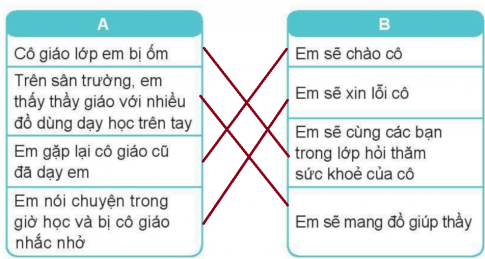 A
Cô giáo lớp em bị ốm
Trên sân trường, em
thấy thầy giáo với nhiều
đồ dùng dạy học trên tay
Em gặp lại cô giáo cũ
đã dạy em
Em nói chuyện trong
giờ học và bị cô giáo
nhắc nhở
B
Em sẽ chào cô
Em sẽ xin lỗi cô
Em sẽ cùng các bạn
trong lớp hỏi thăm
sức khoẻ của cô
Em sẽ mang đồ giúp thầy